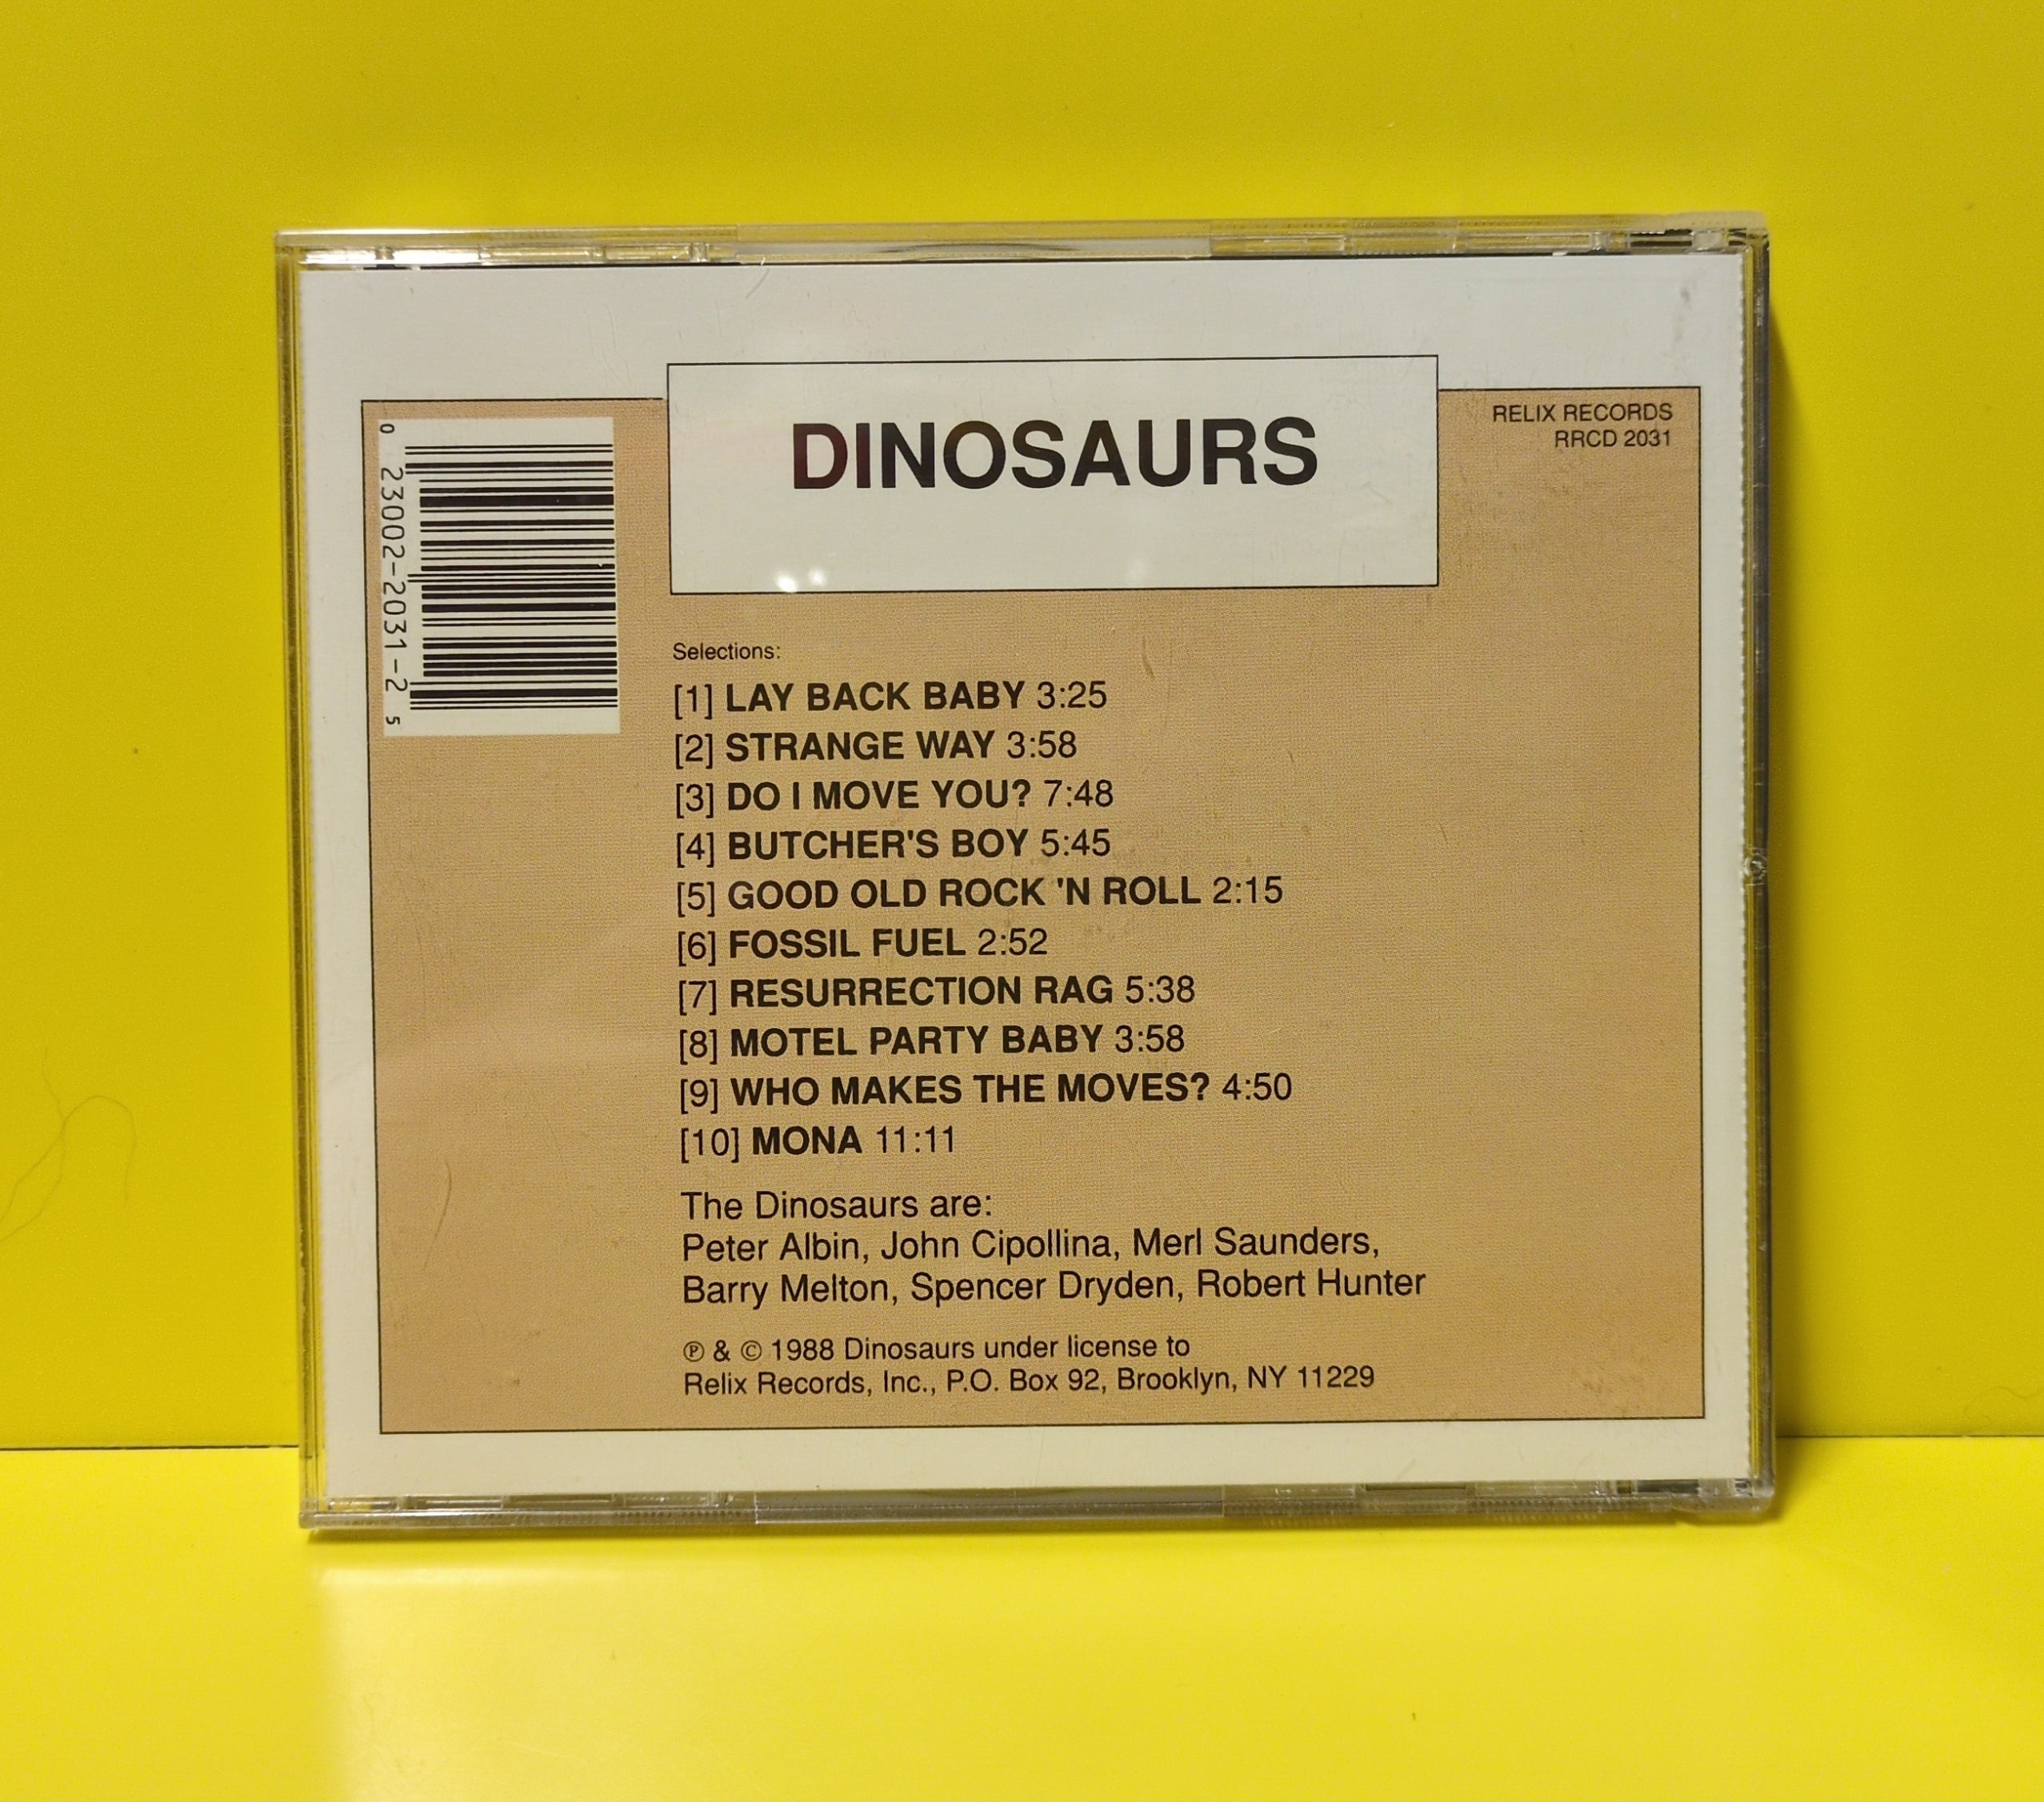 DINOSAURS
RELIX RECORDS
RRCD 2031
0 23002-2031-2 5
Selections:
[1] LAY BACK BABY 3:25
[2] STRANGE WAY 3:58
[3] DO I MOVE YOU? 7:48
[4] BUTCHER'S BOY 5:45
[5] GOOD OLD ROCK 'N ROLL 2:15
[6] FOSSIL FUEL 2:52
[7] RESURRECTION RAG 5:38
[8] MOTEL PARTY BABY 3:58
[9] WHO MAKES THE MOVES? 4:50
[10] MONA 11:11
The Dinosaurs are:
Peter Albin, John Cipollina, Merl Saunders,
Barry Melton, Spencer Dryden, Robert Hunter
℗ & © 1988 Dinosaurs under license to
Relix Records, Inc., P.O. Box 92, Brooklyn, NY 11229